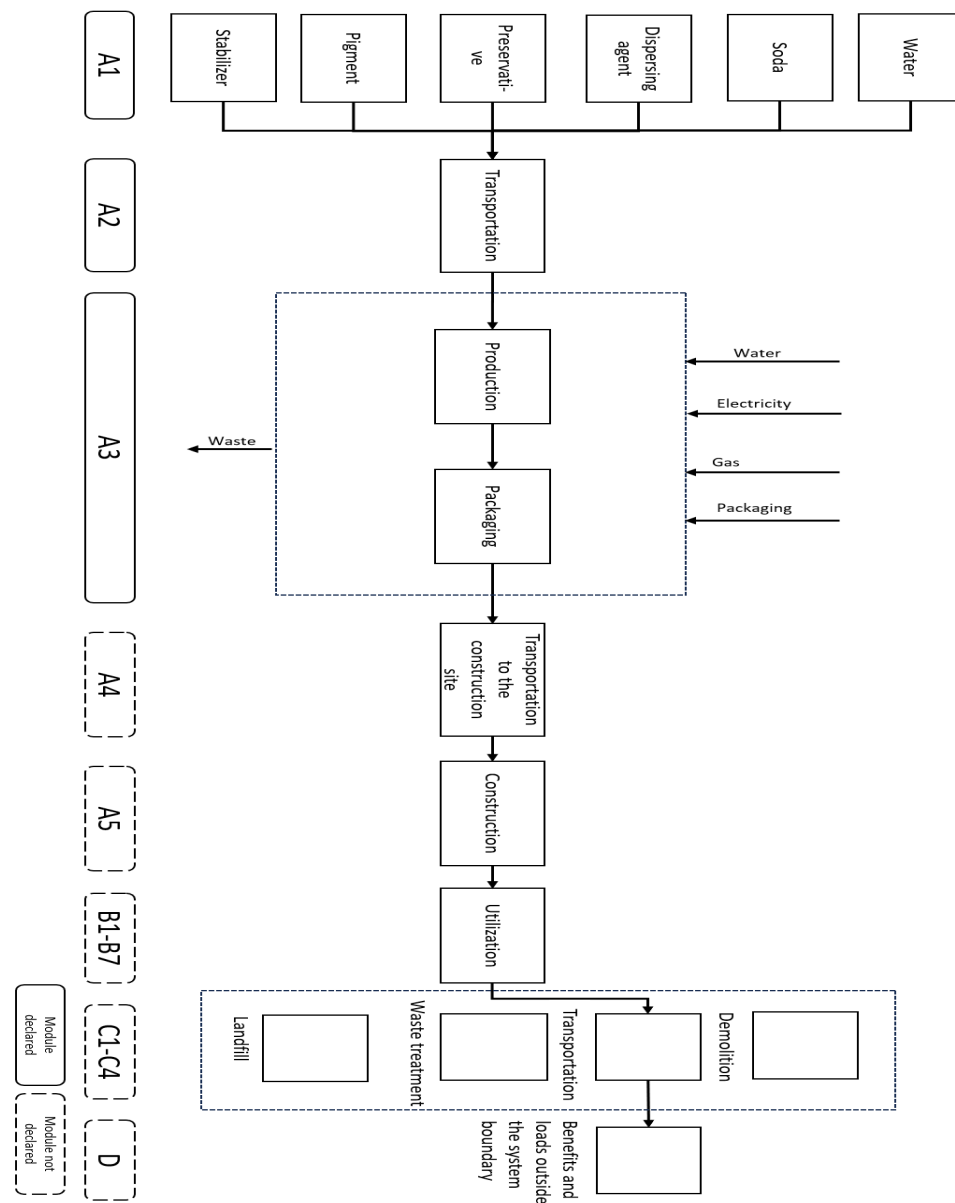 A1
Stabilizer
Pigment
Preservati-
ve
Dispersing
agent
Soda
Water
A2
Transportation
A3
Production
Packaging
Water
Electricity
Gas
Packaging
Waste
A4
Transportation
to the
construction
site
A5
Construction
B1-B7
Utilization
C1-C4
Landfill
Waste treatment
Transportation
Demolition
D
Benefits and
loads outside
the system
boundary
Module
declared
Module not
declared